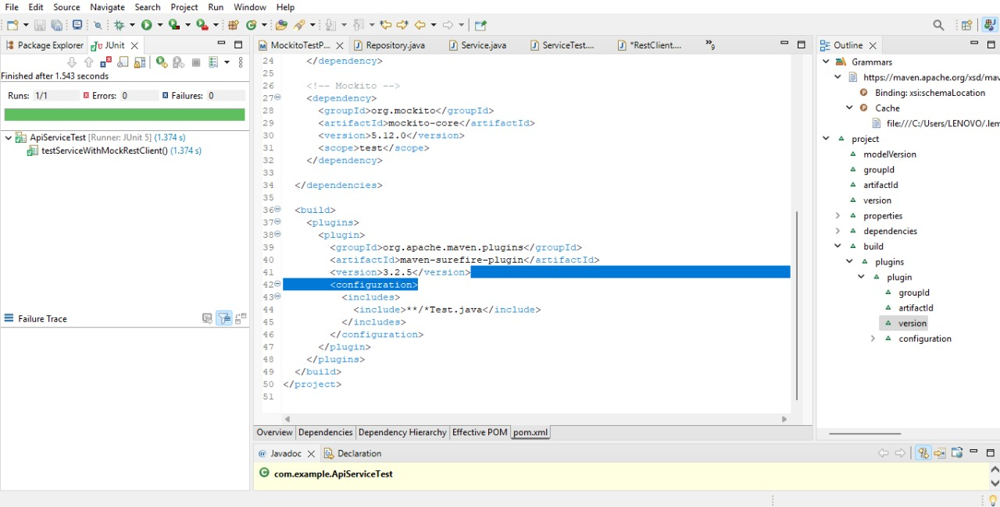 File Edit Source Navigate Search Project Run Window Help
Package Explorer JUnit
Finished after 1.543 seconds
Runs: 1/1 Errors: 0 Failures: 0
ApiServiceTest [Runner: JUnit 5] (1.374 s)
testServiceWithMockRestClient() (1.374 s)
Failure Trace
MockitoTestP... Repository.java Service.java ServiceTest.... *RestClient.... »9
24 </dependency>
25
26 <!-- Mockito -->
27 <dependency>
28 <groupId>org.mockito</groupId>
29 <artifactId>mockito-core</artifactId>
30 <version>5.12.0</version>
31 <scope>test</scope>
32 </dependency>
33
34 </dependencies>
35
36 <build>
37 <plugins>
38 <plugin>
39 <groupId>org.apache.maven.plugins</groupId>
40 <artifactId>maven-surefire-plugin</artifactId>
41 <version>3.2.5</version>
42 <configuration>
43 <includes>
44 <include>**/*Test.java</include>
45 </includes>
46 </configuration>
47 </plugin>
48 </plugins>
49 </build>
50 </project>
51
Overview Dependencies Dependency Hierarchy Effective POM pom.xml
@ Javadoc Declaration
com.example.ApiServiceTest
Outline
Grammars
https://maven.apache.org/xsd/mav
Binding: xsi:schemaLocation
Cache
file:///C:/Users/LENOVO/.lem
project
modelVersion
groupId
artifactId
version
properties
dependencies
build
plugins
plugin
groupId
artifactId
version
configuration